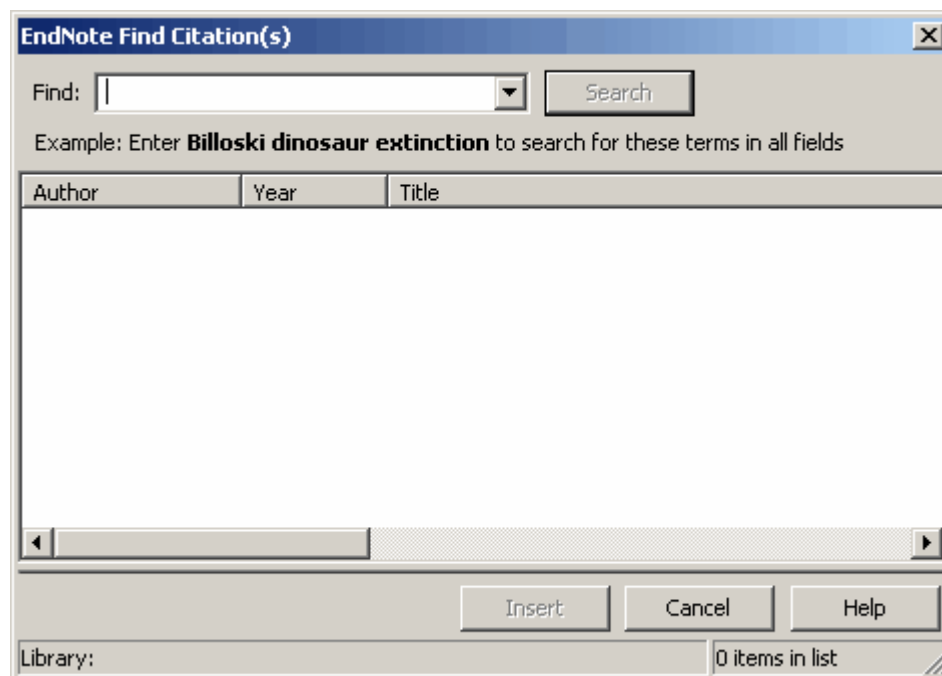 EndNote Find Citation(s)
Find: Search
Example: Enter Billoski dinosaur extinction to search for these terms in all fields
Author Year Title
Insert Cancel Help
Library: 0 items in list